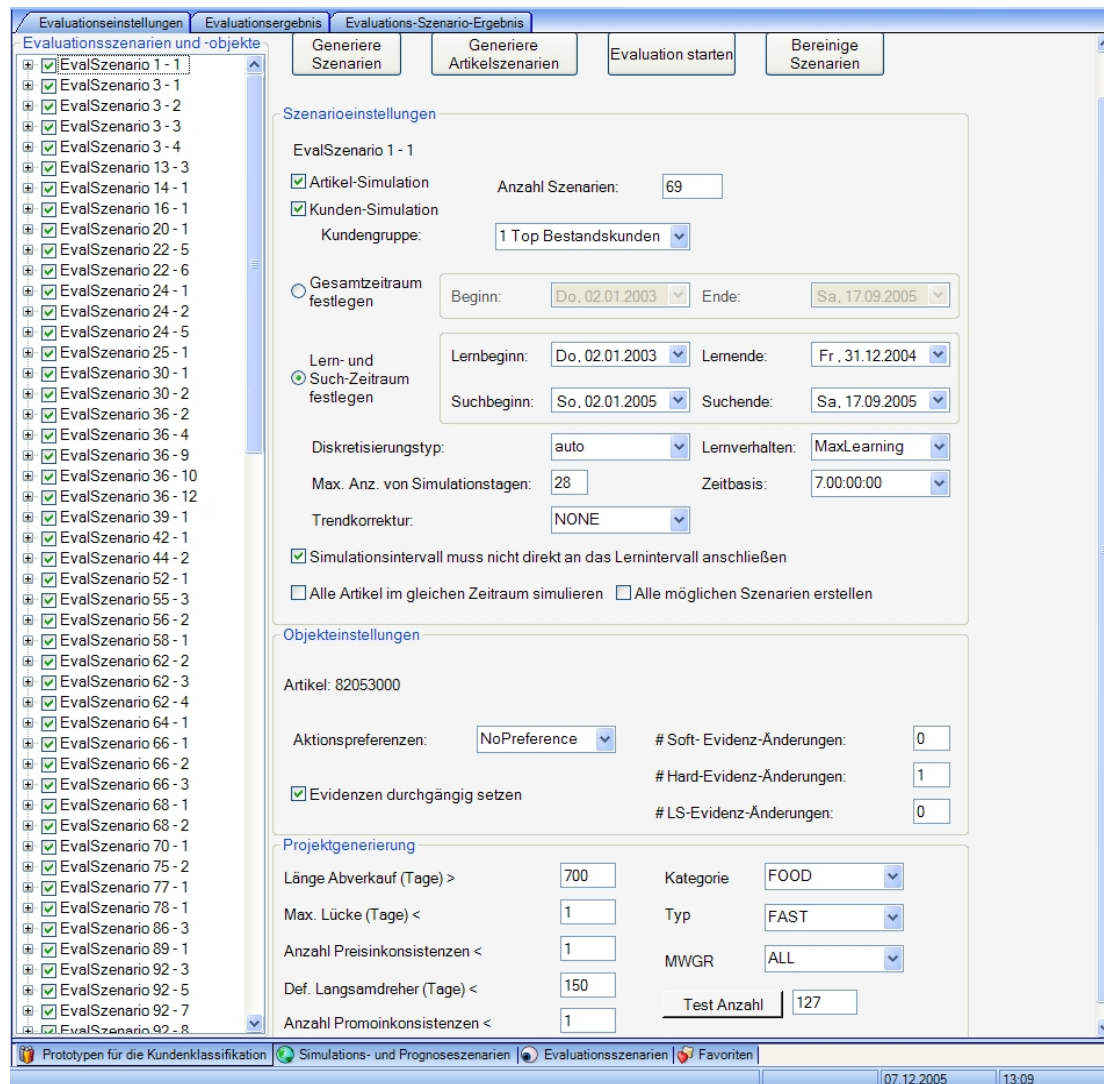 Evaluationseinstellungen Evaluationsergebnis Evaluations-Szenario-Ergebnis
Evaluationsszenarien und -objekte
EvalSzenario 1 - 1
EvalSzenario 3 - 1
EvalSzenario 3 - 2
EvalSzenario 3 - 3
EvalSzenario 3 - 4
EvalSzenario 13 - 3
EvalSzenario 14 - 1
EvalSzenario 16 - 1
EvalSzenario 20 - 1
EvalSzenario 22 - 5
EvalSzenario 22 - 6
EvalSzenario 24 - 1
EvalSzenario 24 - 2
EvalSzenario 24 - 5
EvalSzenario 25 - 1
EvalSzenario 30 - 1
EvalSzenario 30 - 2
EvalSzenario 36 - 2
EvalSzenario 36 - 4
EvalSzenario 36 - 9
EvalSzenario 36 - 10
EvalSzenario 36 - 12
EvalSzenario 39 - 1
EvalSzenario 42 - 1
EvalSzenario 44 - 2
EvalSzenario 52 - 1
EvalSzenario 55 - 3
EvalSzenario 56 - 2
EvalSzenario 58 - 1
EvalSzenario 62 - 2
EvalSzenario 62 - 3
EvalSzenario 62 - 4
EvalSzenario 64 - 1
EvalSzenario 66 - 1
EvalSzenario 66 - 2
EvalSzenario 66 - 3
EvalSzenario 68 - 1
EvalSzenario 68 - 2
EvalSzenario 70 - 1
EvalSzenario 75 - 2
EvalSzenario 77 - 1
EvalSzenario 78 - 1
EvalSzenario 86 - 3
EvalSzenario 89 - 1
EvalSzenario 92 - 3
EvalSzenario 92 - 5
EvalSzenario 92 - 7
EvalSzenario 92 - 8
Generiere
Szenarien
Generiere
Artikelszenarien
Evaluation starten
Bereinige
Szenarien
Szenarioeinstellungen
EvalSzenario 1 - 1
Artikel-Simulation Anzahl Szenarien: 69
Kunden-Simulation
Kundengruppe: 1 Top Bestandskunden
Gesamtzeitraum
festlegen
Beginn: Do, 02.01.2003 Ende: Sa, 17.09.2005
Lern- und
Such-Zeitraum
festlegen
Lernbeginn: Do, 02.01.2003 Lernende: Fr , 31.12.2004
Suchbeginn: So, 02.01.2005 Suchende: Sa, 17.09.2005
Diskretisierungstyp: auto Lernverhalten: MaxLearning
Max. Anz. von Simulationstagen: 28 Zeitbasis: 7.00:00:00
Trendkorrektur: NONE
Simulationsintervall muss nicht direkt an das Lernintervall anschließen
Alle Artikel im gleichen Zeitraum simulieren Alle möglichen Szenarien erstellen
Objekteinstellungen
Artikel: 82053000
Aktionspreferenzen: NoPreference # Soft- Evidenz-Änderungen: 0
# Hard-Evidenz-Änderungen: 1
Evidenzen durchgängig setzen
# LS-Evidenz-Änderungen: 0
Projektgenerierung
Länge Abverkauf (Tage) > 700 Kategorie FOOD
Max. Lücke (Tage) < 1 Typ FAST
Anzahl Preisinkonsistenzen < 1 MWGR ALL
Def. Langsamdreher (Tage) < 150 Test Anzahl 127
Anzahl Promoinkonsistenzen < 1
Prototypen für die Kundenklassifikation Simulations- und Prognoseszenarien Evaluationsszenarien Favoriten
07.12.2005 13:09